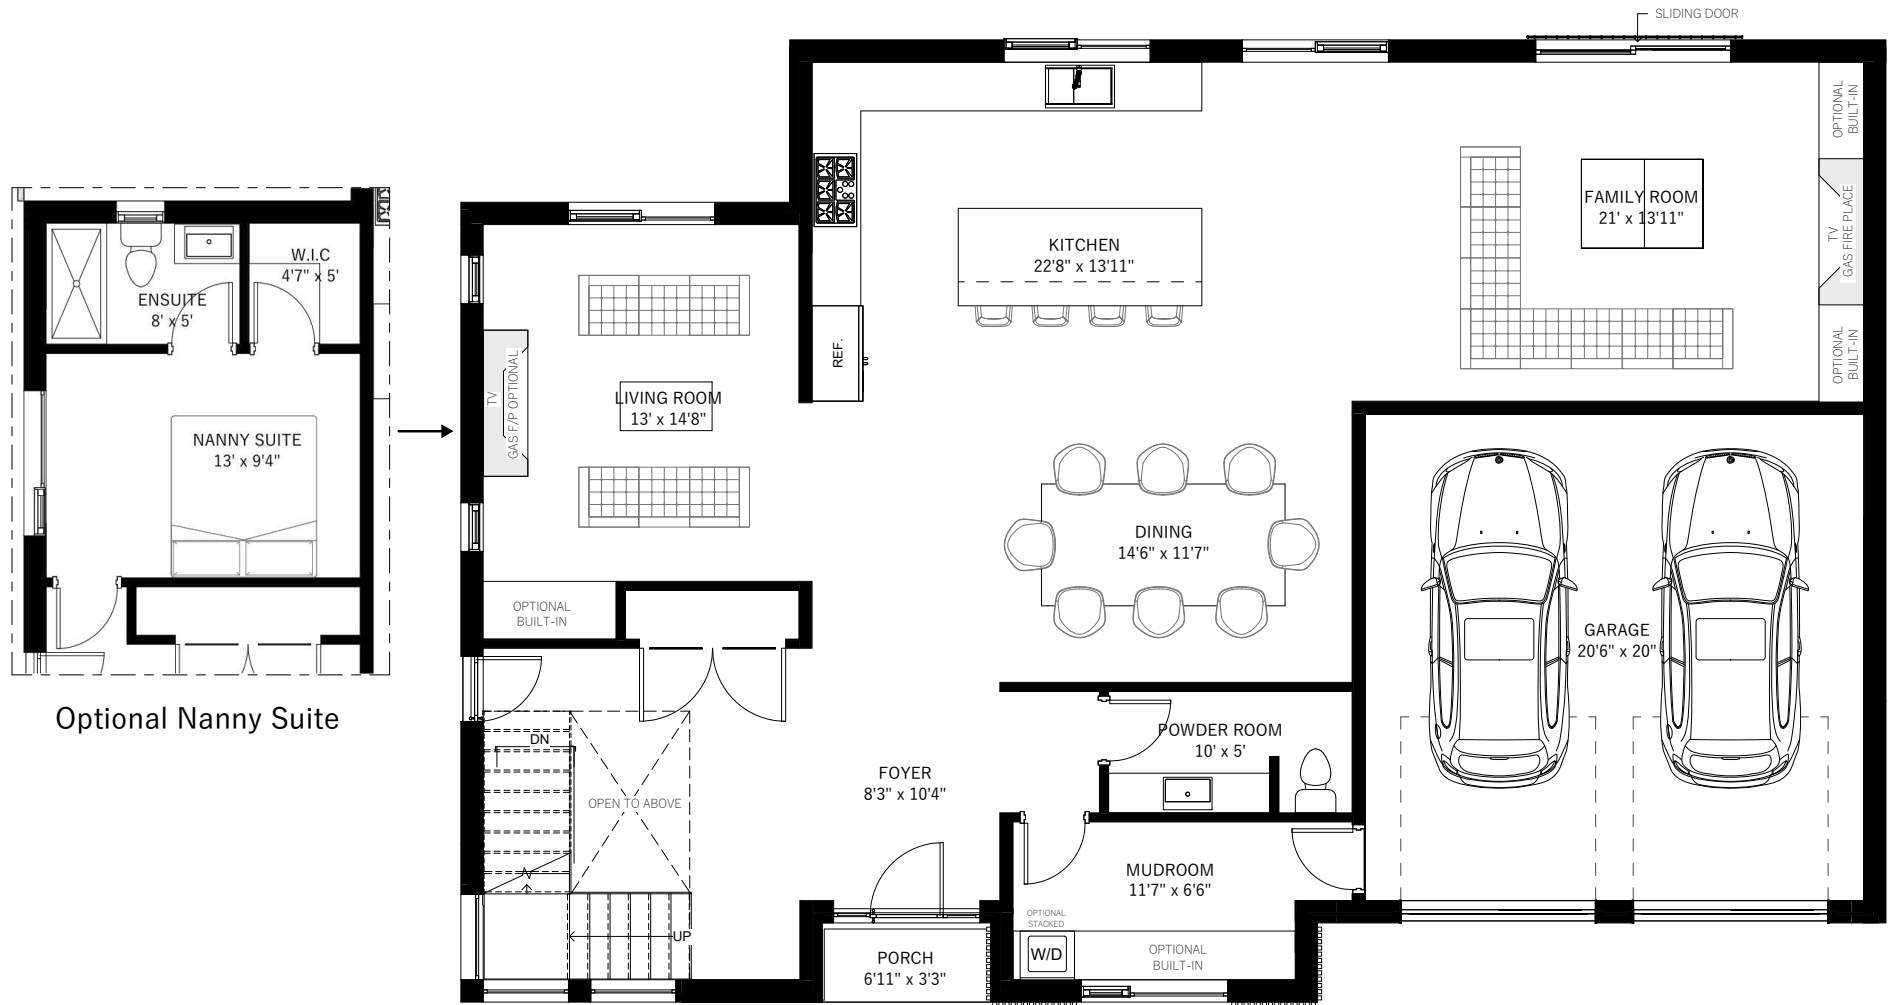 SLIDING DOOR
OPTIONAL
BUILT-IN
FAMILY ROOM
21' x 13'11"
TV
GAS FIRE PLACE
OPTIONAL
BUILT-IN
KITCHEN
22'8" x 13'11"
REF.
W.I.C
4'7" x 5'
ENSUITE
8' x 5'
NANNY SUITE
13' x 9'4"
Optional Nanny Suite
TV
GAS F/P OPTIONAL
LIVING ROOM
13' x 14'8"
OPTIONAL
BUILT-IN
DINING
14'6" x 11'7"
GARAGE
20'6" x 20"
DN
OPEN TO ABOVE
UP
FOYER
8'3" x 10'4"
POWDER ROOM
10' x 5'
MUDROOM
11'7" x 6'6"
OPTIONAL
STACKED
W/D
OPTIONAL
BUILT-IN
PORCH
6'11" x 3'3"